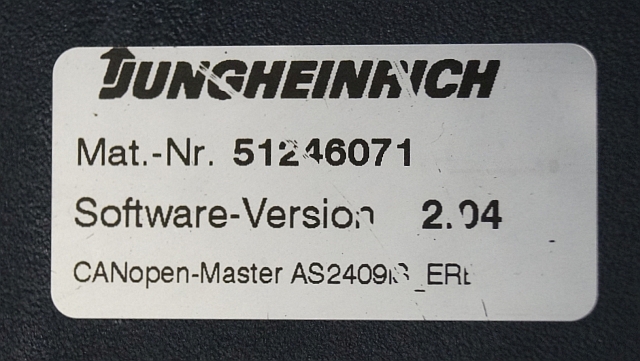 JUNGHEINRICH
Mat.-Nr. 51246071
Software-Version 2.04
CANopen-Master